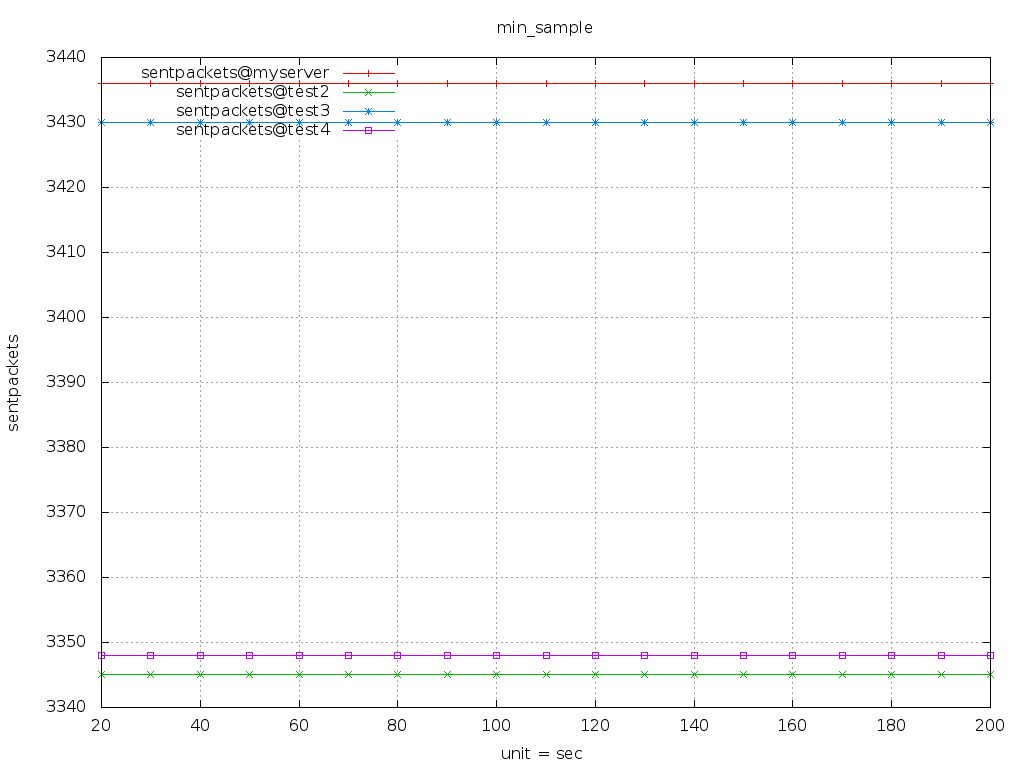 min_sample
3440
sentpackets@myserver
sentpackets@test2
sentpackets@test3
sentpackets@test4
3430
3420
3410
3400
3390
3380
3370
3360
3350
3340
sentpackets
20 40 60 80 100 120 140 160 180 200
unit = sec